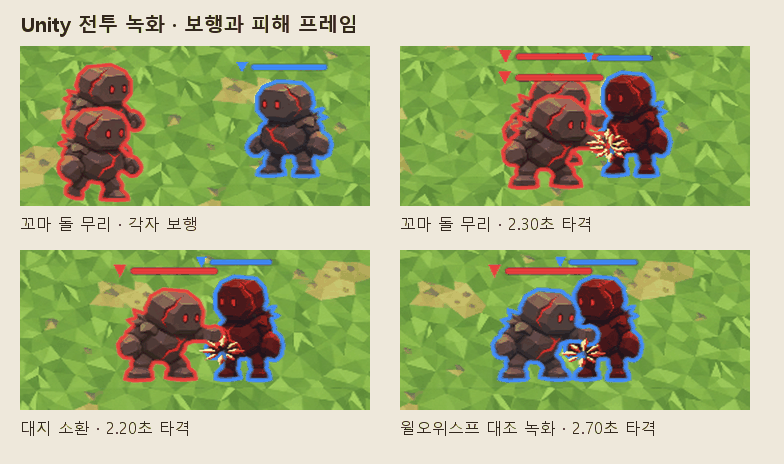 Unity 전투 녹화 · 보행과 피해 프레임
꼬마 돌 무리 · 각자 보행
꼬마 돌 무리 · 2.30초 타격
대지 소환 · 2.20초 타격
윌오위스프 대조 녹화 · 2.70초 타격